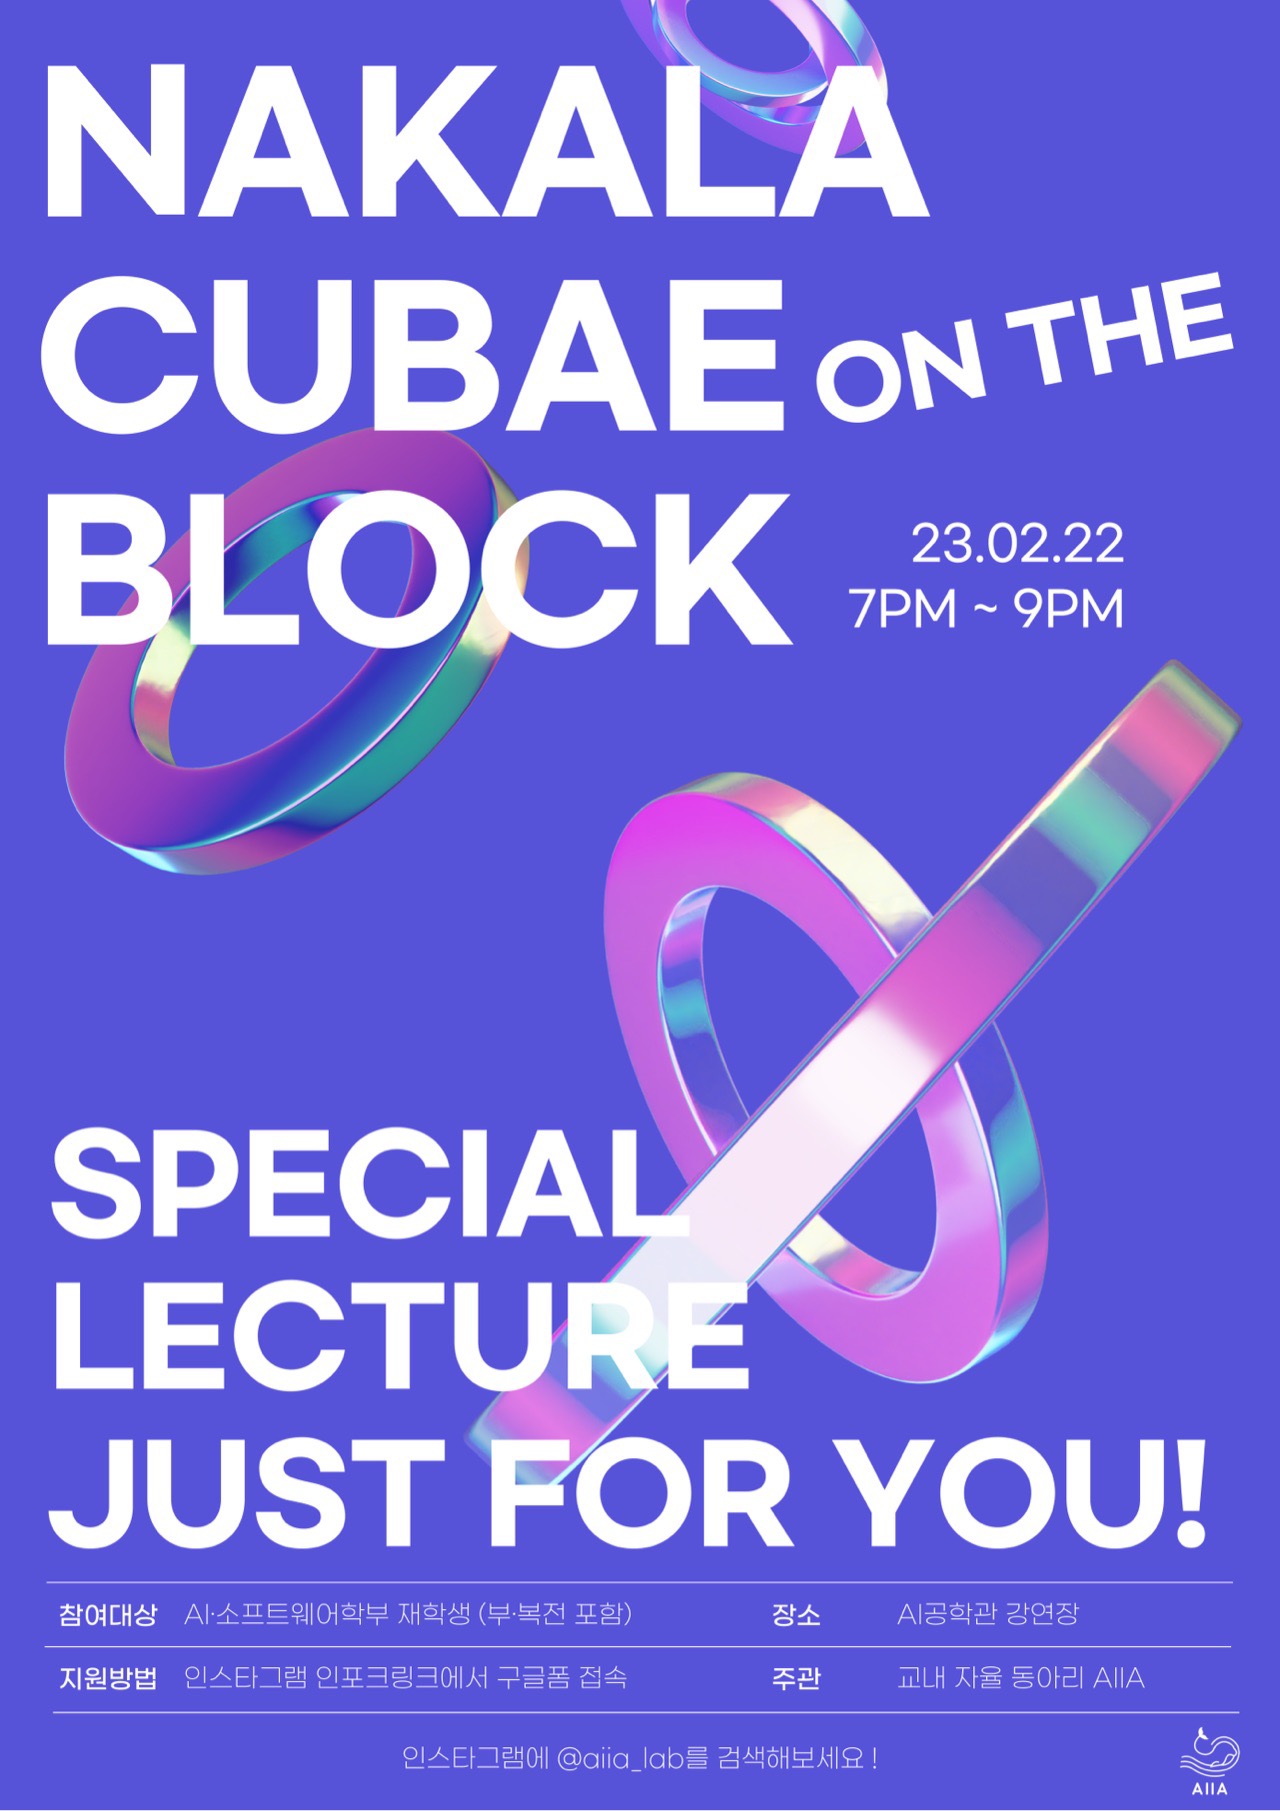 NAKALA
CUBAE ON THE
BLOCK
23.02.22
7PM ~ 9PM
SPECIAL
LECTURE
JUST FOR YOU!
참여대상 AI·소프트웨어학부 재학생 (부·복전 포함) 장소 AI공학관 강연장
지원방법 인스타그램 인포크링크에서 구글폼 접속 주관 교내 자율 동아리 AIIA
인스타그램에 @aiia_lab를 검색해보세요 !
AIIA